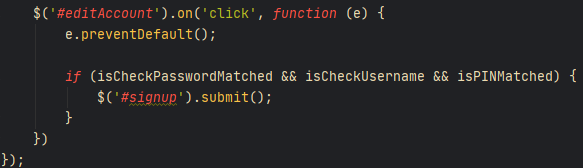 $('#editAccount').on('click', function (e) {
e.preventDefault();
if (isCheckPasswordMatched && isCheckUsername && isPINMatched) {
$('#signup').submit();
}
})
});